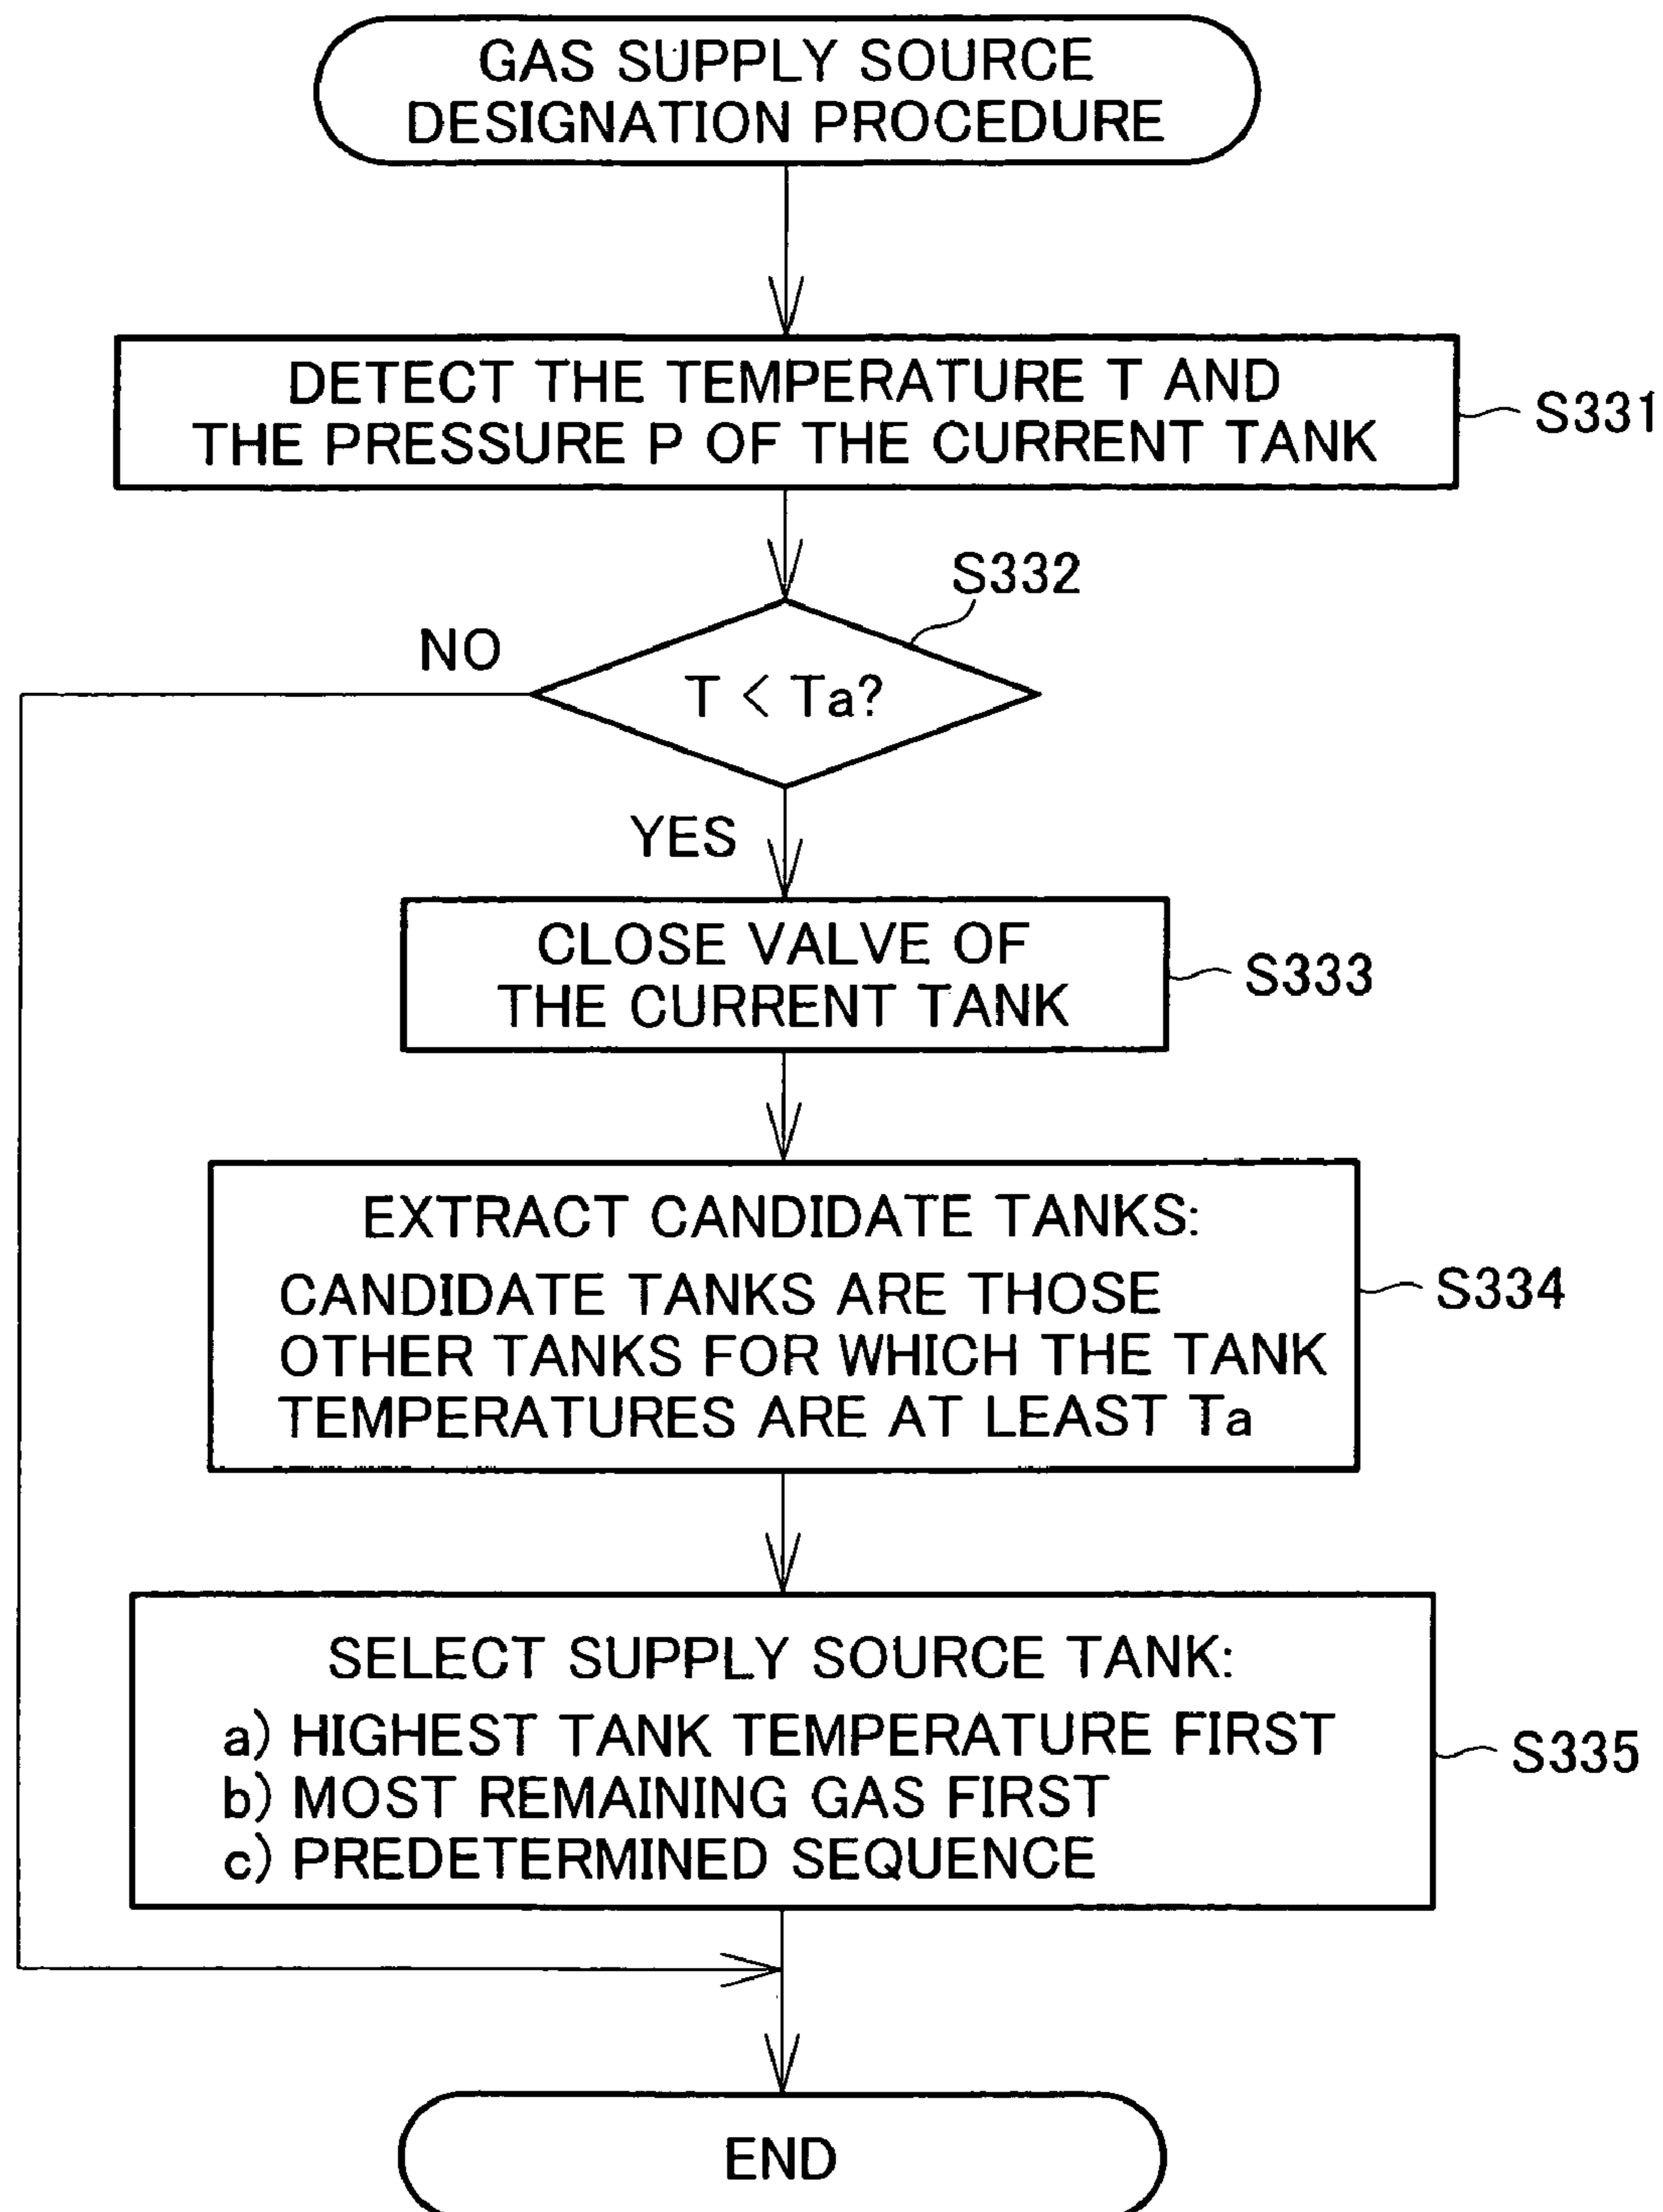 GAS SUPPLY SOURCE
DESIGNATION PROCEDURE
DETECT THE TEMPERATURE T AND
THE PRESSURE P OF THE CURRENT TANK
S331
S332
NO
T < Ta?
YES
CLOSE VALVE OF
THE CURRENT TANK
S333
EXTRACT CANDIDATE TANKS:
CANDIDATE TANKS ARE THOSE
OTHER TANKS FOR WHICH THE TANK
TEMPERATURES ARE AT LEAST Ta
S334
SELECT SUPPLY SOURCE TANK:
a) HIGHEST TANK TEMPERATURE FIRST
b) MOST REMAINING GAS FIRST
c) PREDETERMINED SEQUENCE
S335
END